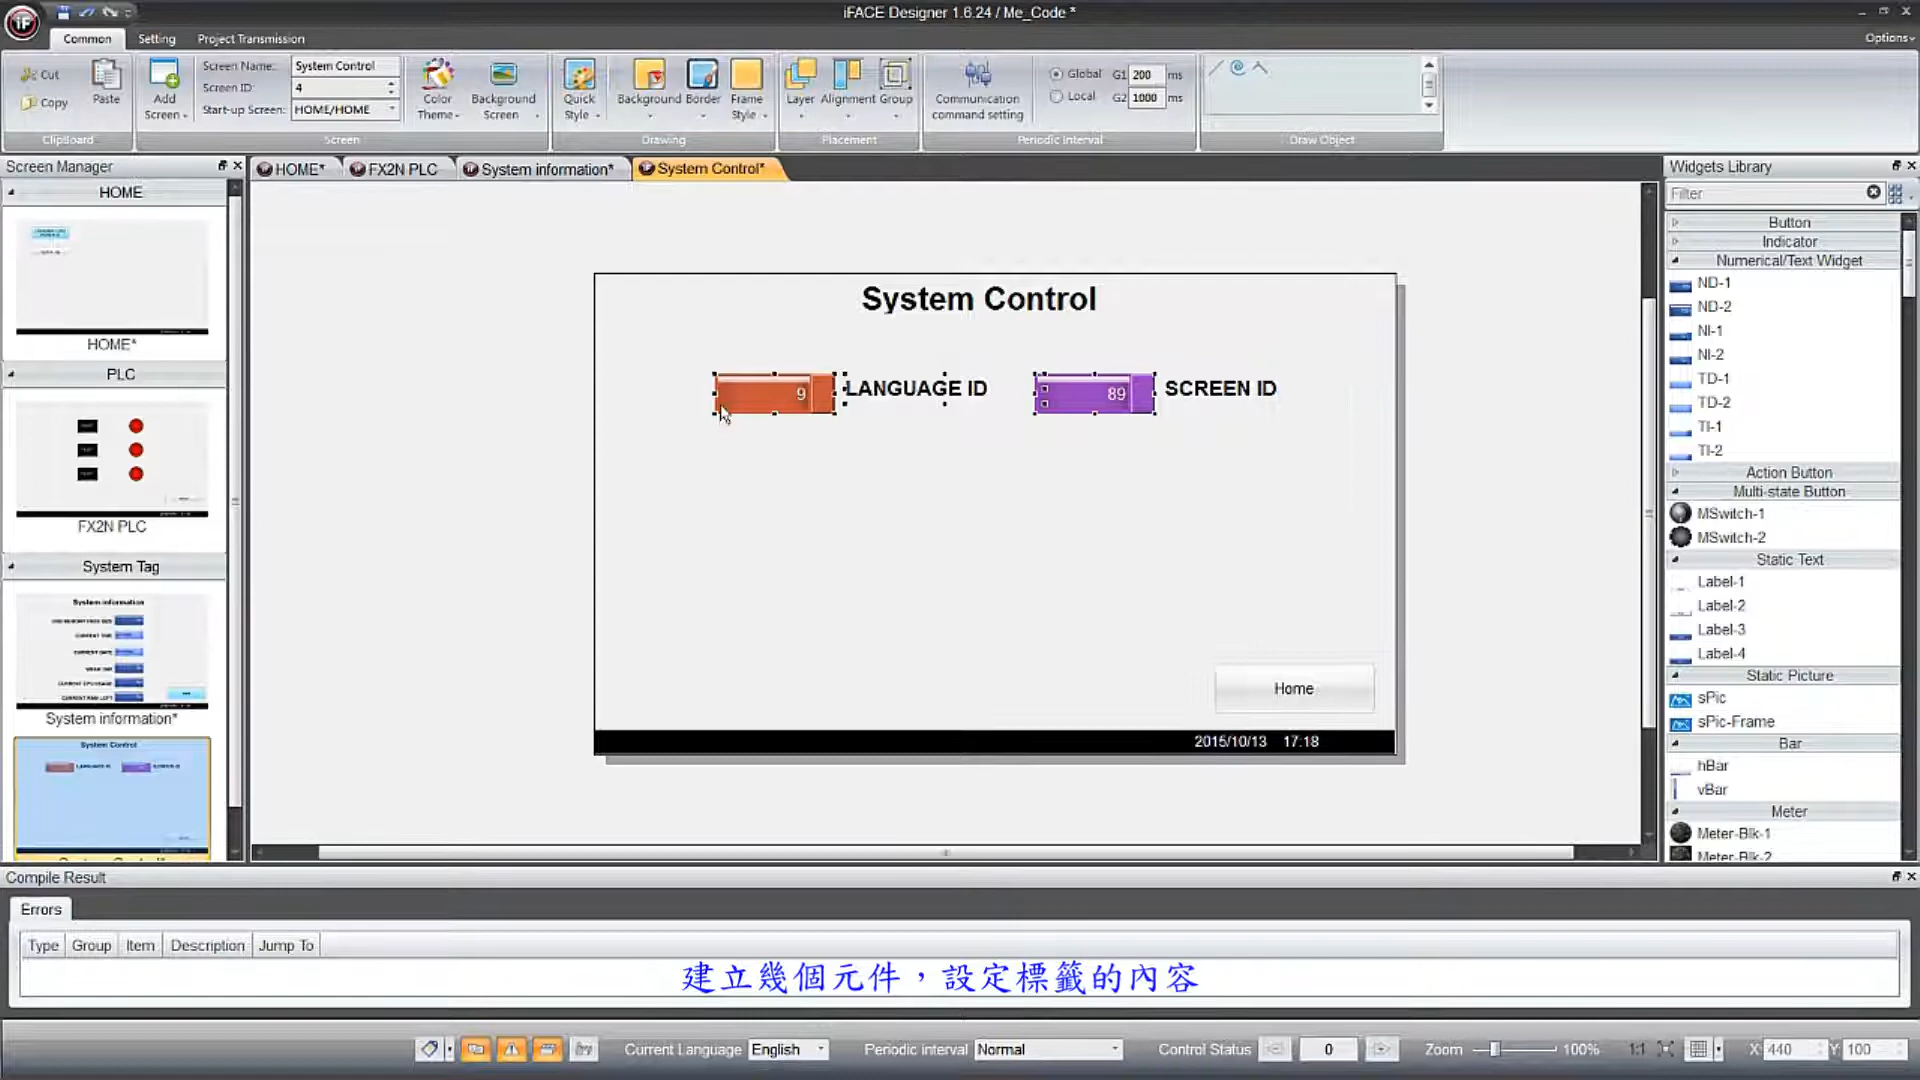 iFACE Designer 1.6.24 / Me_Code *
Common Setting Project Transmission Options
Cut
Copy
Paste
Clipboard
Add Screen
Screen Name: System Control
Screen ID: 4
Start-up Screen: HOME/HOME
Color Theme
Background Screen
Screen
Quick Style
Background
Border
Frame Style
Drawing
Layer
Alignment
Group
Placement
Communication command setting
Global G1 200 ms
Local G2 1000 ms
Periodic Interval
Draw Object
Screen Manager
HOME
HOME*
PLC
FX2N PLC
System Tag
System information
System information*
System Control
HOME* FX2N PLC System information* System Control*
System Control
9 LANGUAGE ID 89 SCREEN ID
Home
2015/10/13 17:18
Widgets Library
Filter
Button
Indicator
Numerical/Text Widget
ND-1
ND-2
NI-1
NI-2
TD-1
TD-2
TI-1
TI-2
Action Button
Multi-state Button
MSwitch-1
MSwitch-2
Static Text
Label-1
Label-2
Label-3
Label-4
Static Picture
sPic
sPic-Frame
Bar
hBar
vBar
Meter
Meter-Blk-1
Meter-Blk-2
Compile Result
Errors
Type Group Item Description Jump To
建立幾個元件，設定標籤的內容
Current Language English Periodic interval Normal Control Status 0 Zoom 100% 1:1 X: 440 Y: 100